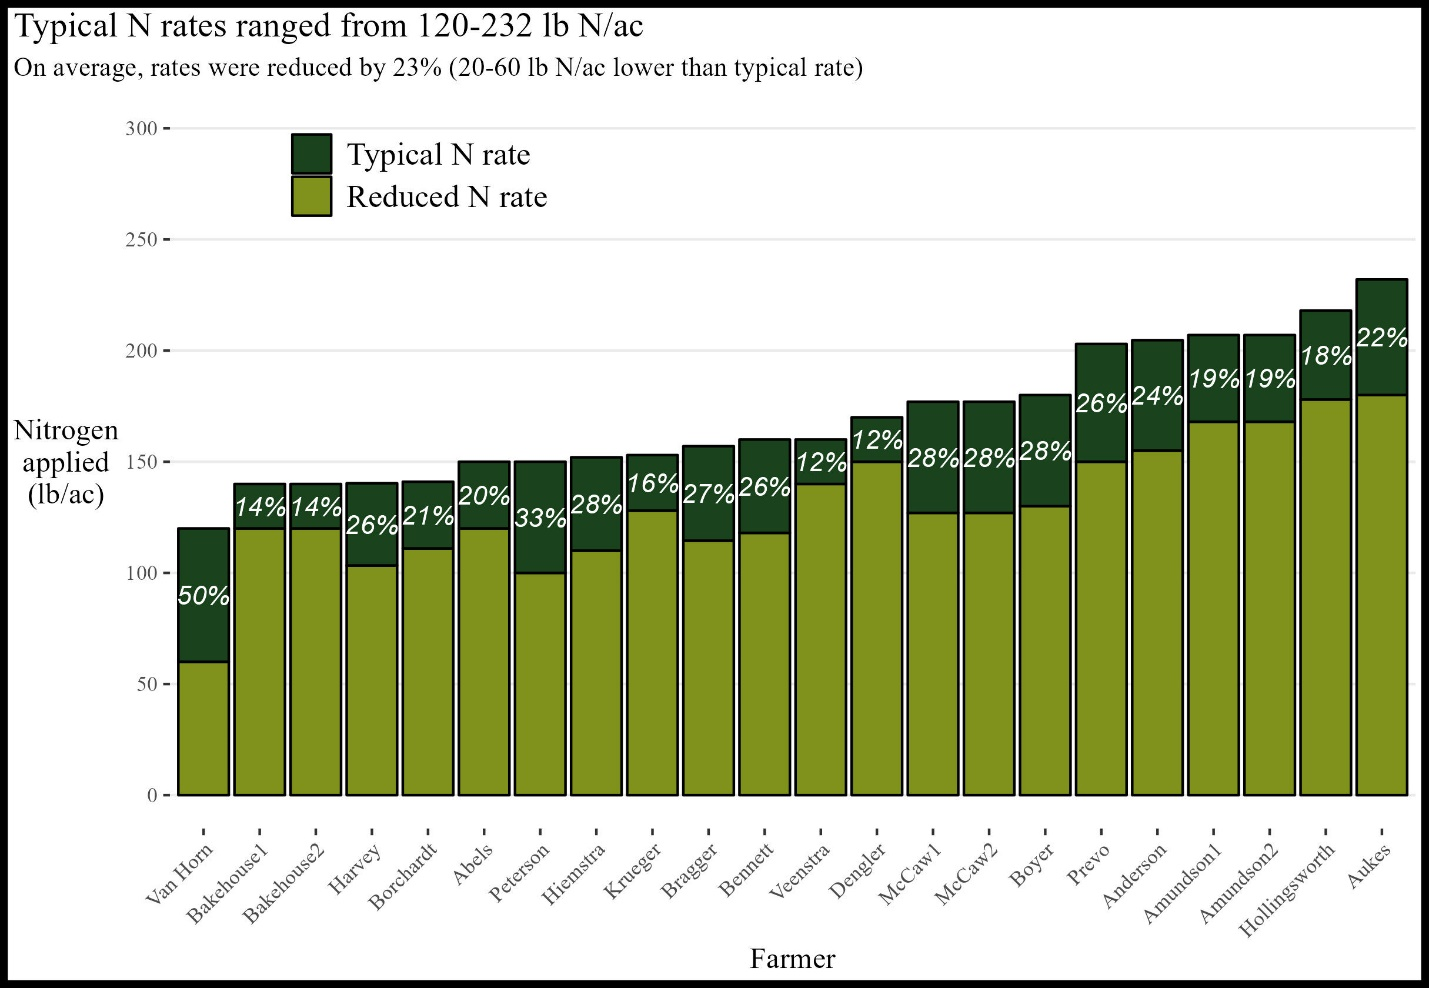 Typical N rates ranged from 120-232 lb N/ac
On average, rates were reduced by 23% (20-60 lb N/ac lower than typical rate)
300
Typical N rate
Reduced N rate
250
200
150
100
50
0
Nitrogen
applied
(lb/ac)
50%
14%
14%
26%
21%
20%
33%
28%
16%
27%
26%
12%
12%
28%
28%
28%
26%
24%
19%
19%
18%
22%
Van Horn
Bakehouse1
Bakehouse2
Harvey
Borchardt
Abels
Peterson
Hiemstra
Krueger
Bragger
Bennett
Veenstra
Dengler
McCaw1
McCaw2
Boyer
Prevo
Anderson
Amundson1
Amundson2
Hollingsworth
Aukes
Farmer